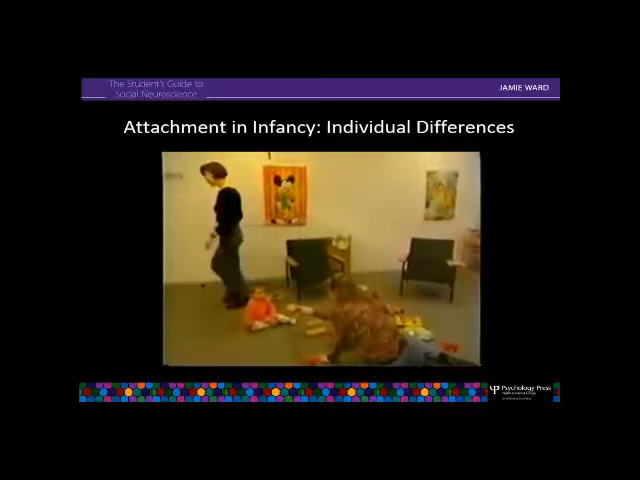 The Student's Guide to
Social Neuroscience
JAMIE WARD
Attachment in Infancy: Individual Differences
Psychology Press